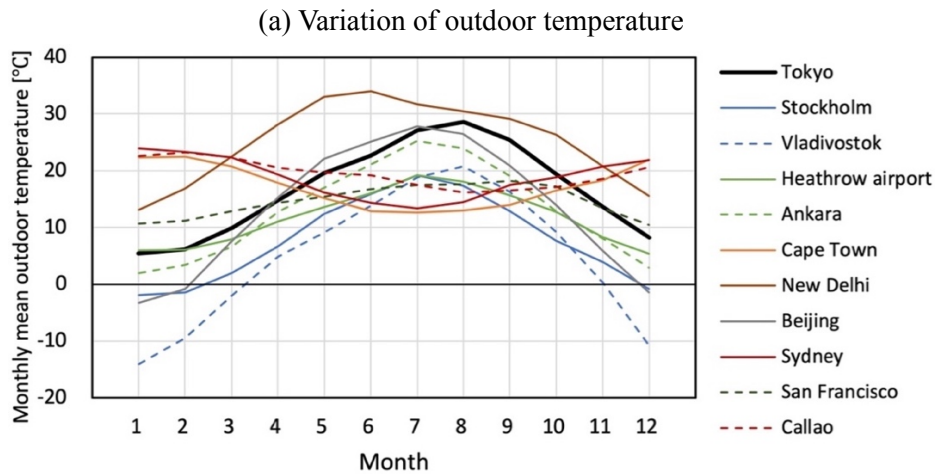 (a) Variation of outdoor temperature
Monthly mean outdoor temperature [°C]
40
30
20
10
0
-10
-20
1 2 3 4 5 6 7 8 9 10 11 12
Month
Tokyo
Stockholm
Vladivostok
Heathrow airport
Ankara
Cape Town
New Delhi
Beijing
Sydney
San Francisco
Callao